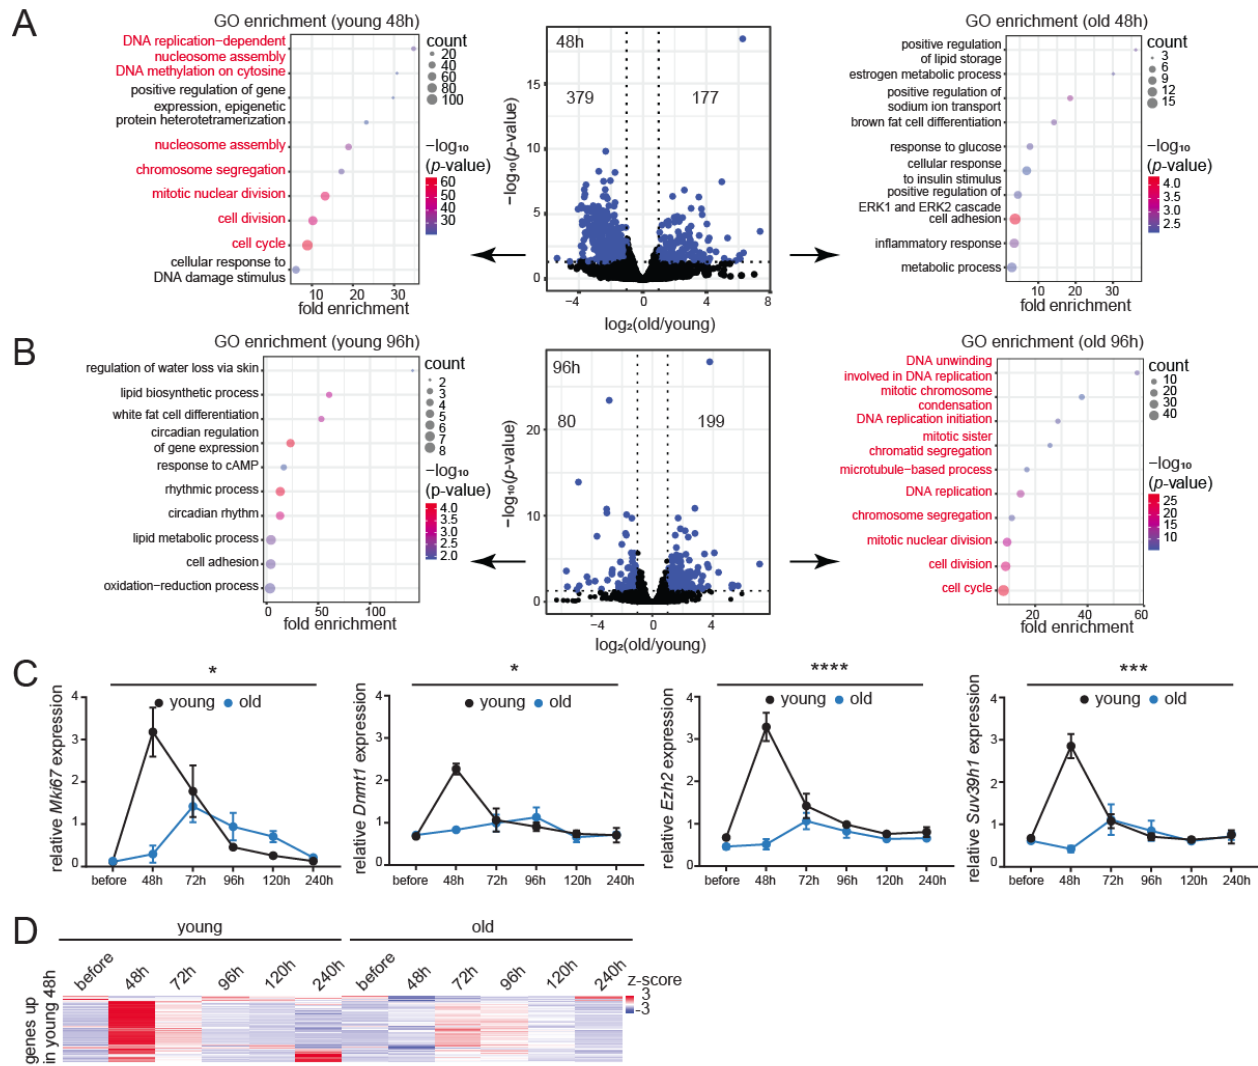 A
GO enrichment (young 48h)
DNA replication−dependent
nucleosome assembly
DNA methylation on cytosine
positive regulation of gene
expression, epigenetic
protein heterotetramerization
nucleosome assembly
chromosome segregation
mitotic nuclear division
cell division
cell cycle
cellular response to
DNA damage stimulus
10 20 30
fold enrichment
count
20
40
60
80
100
−log₁₀
(p-value)
60
50
40
30
48h
379
177
15
10
5
0
−log₁₀(p-value)
−4 0 4 8
log₂(old/young)
GO enrichment (old 48h)
positive regulation
of lipid storage
estrogen metabolic process
positive regulation of
sodium ion transport
brown fat cell differentiation
response to glucose
cellular response
to insulin stimulus
positive regulation of
ERK1 and ERK2 cascade
cell adhesion
inflammatory response
metabolic process
10 20 30
fold enrichment
count
3
6
9
12
15
−log₁₀
(p-value)
4.0
3.5
3.0
2.5
B
GO enrichment (young 96h)
regulation of water loss via skin
lipid biosynthetic process
white fat cell differentiation
circadian regulation
of gene expression
response to cAMP
rhythmic process
circadian rhythm
lipid metabolic process
cell adhesion
oxidation−reduction process
0 50 100
fold enrichment
count
2
3
4
5
6
7
8
−log₁₀
(p-value)
4.0
3.5
3.0
2.5
2.0
96h
80
199
20
10
5
0
−log₁₀(p-value)
−4 0 4
log₂(old/young)
GO enrichment (old 96h)
DNA unwinding
involved in DNA replication
mitotic chromosome
condensation
DNA replication initiation
mitotic sister
chromatid segregation
microtubule−based process
DNA replication
chromosome segregation
mitotic nuclear division
cell division
cell cycle
20 40 60
fold enrichment
count
10
20
30
40
−log₁₀
(p-value)
25
20
15
10
C
*
young old
relative Mki67 expression
4
3
2
1
0
before 48h 72h 96h 120h 240h
*
young old
relative Dnmt1 expression
4
3
2
1
0
before 48h 72h 96h 120h 240h
****
young old
relative Ezh2 expression
4
3
2
1
0
before 48h 72h 96h 120h 240h
***
young old
relative Suv39h1 expression
4
3
2
1
0
before 48h 72h 96h 120h 240h
D
young old
before 48h 72h 96h 120h 240h before 48h 72h 96h 120h 240h
genes up
in young 48h
z-score
3
-3